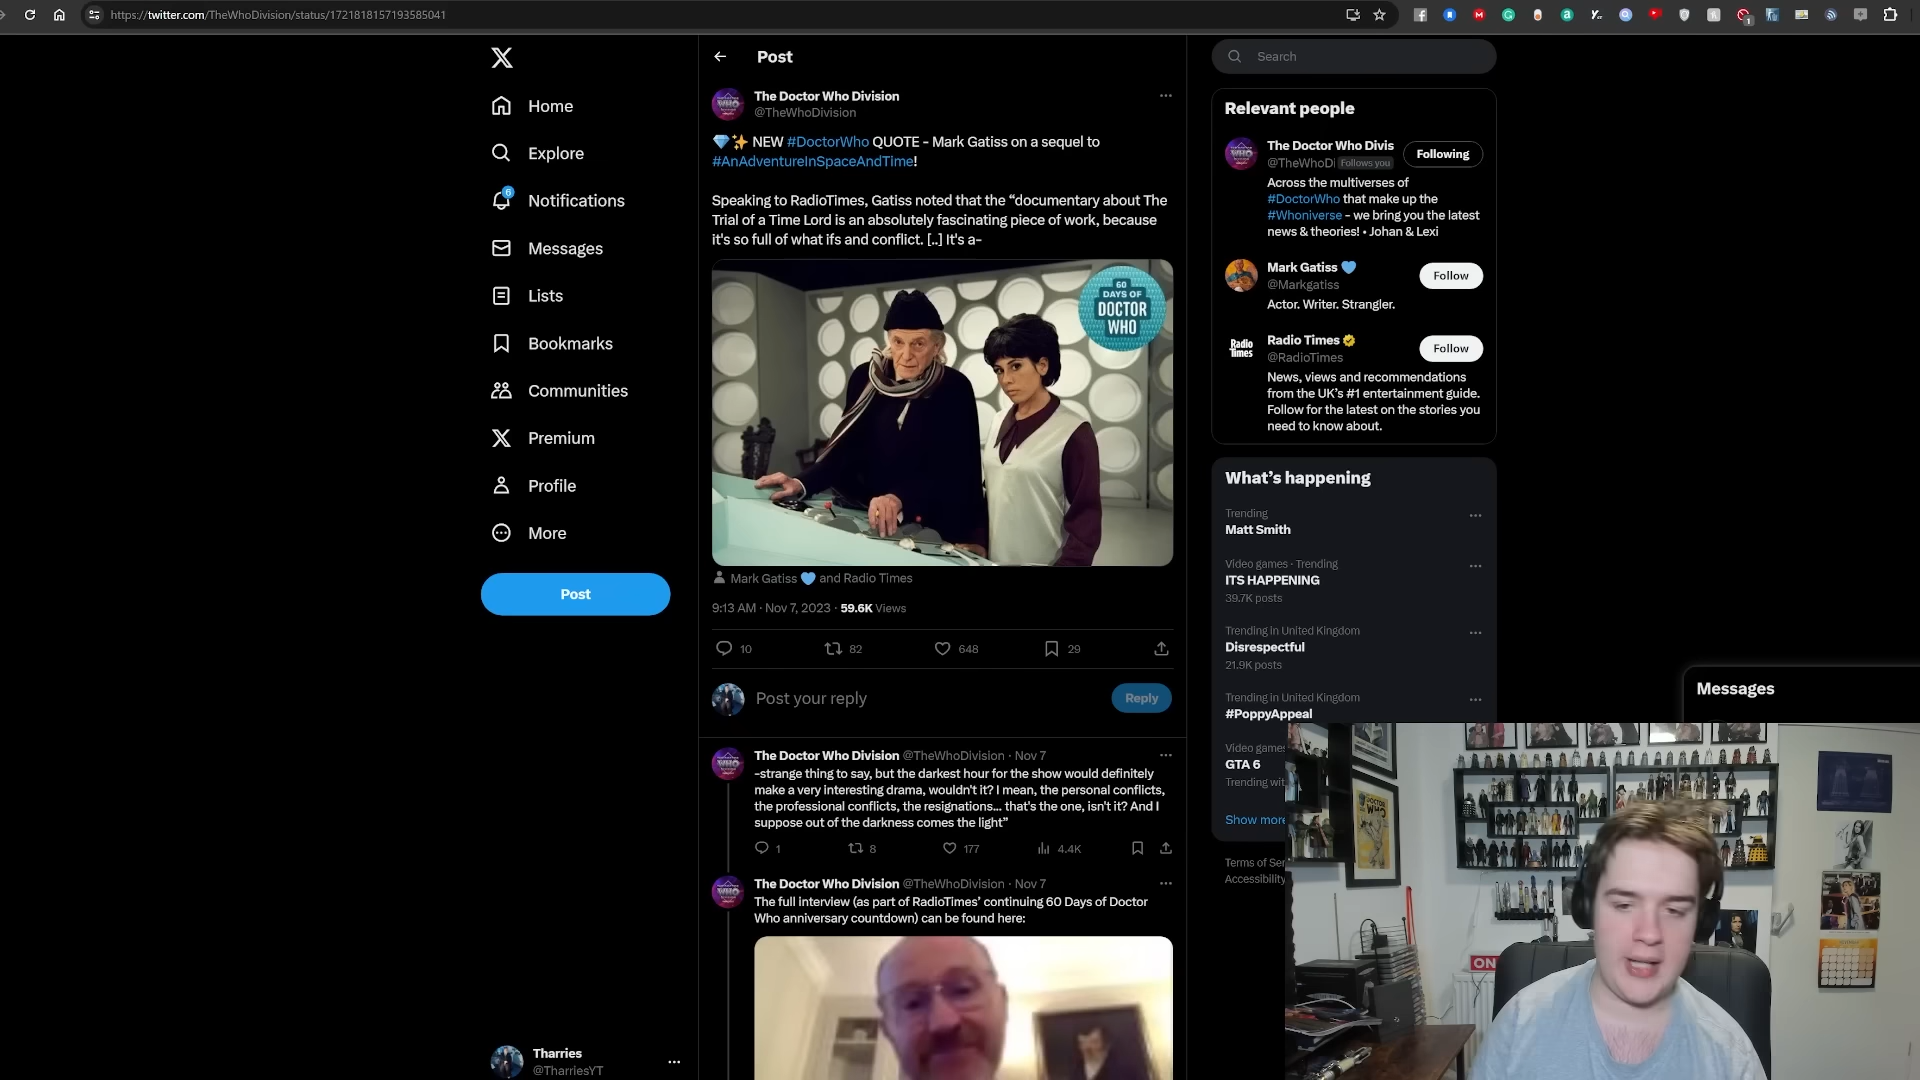 https://twitter.com/TheWhoDivision/status/1721818157193585041
Home
Explore
6
Notifications
Messages
Lists
Bookmarks
Communities
Premium
Profile
More
Post
Tharries
@TharriesYT
Post
The Doctor Who Division
@TheWhoDivision
💎✨ NEW #DoctorWho QUOTE - Mark Gatiss on a sequel to
#AnAdventureInSpaceAndTime!
Speaking to RadioTimes, Gatiss noted that the “documentary about The
Trial of a Time Lord is an absolutely fascinating piece of work, because
it's so full of what ifs and conflict. [..] It's a-
60
DAYS OF
DOCTOR
WHO
Mark Gatiss 💙 and Radio Times
9:13 AM · Nov 7, 2023 · 59.6K Views
10 82 648 29
Post your reply
Reply
The Doctor Who Division @TheWhoDivision · Nov 7
-strange thing to say, but the darkest hour for the show would definitely
make a very interesting drama, wouldn't it? I mean, the personal conflicts,
the professional conflicts, the resignations... that's the one, isn't it? And I
suppose out of the darkness comes the light”
1 8 177 4.4K
The Doctor Who Division @TheWhoDivision · Nov 7
The full interview (as part of RadioTimes’ continuing 60 Days of Doctor
Who anniversary countdown) can be found here:
Search
Relevant people
The Doctor Who Divis
@TheWhoDi Follows you
Following
Across the multiverses of
#DoctorWho that make up the
#Whoniverse - we bring you the latest
news & theories! • Johan & Lexi
Mark Gatiss 💙
@Markgatiss
Follow
Actor. Writer. Strangler.
Radio Times
Radio Times
@RadioTimes
Follow
News, views and recommendations
from the UK’s #1 entertainment guide.
Follow for the latest on the stories you
need to know about.
What’s happening
Trending
Matt Smith
Video games · Trending
ITS HAPPENING
39.7K posts
Trending in United Kingdom
Disrespectful
21.9K posts
Trending in United Kingdom
#PoppyAppeal
Video games
GTA 6
Trending wit
Show more
Terms of Ser
Accessibility
Messages
DOCTOR
WHO
ON